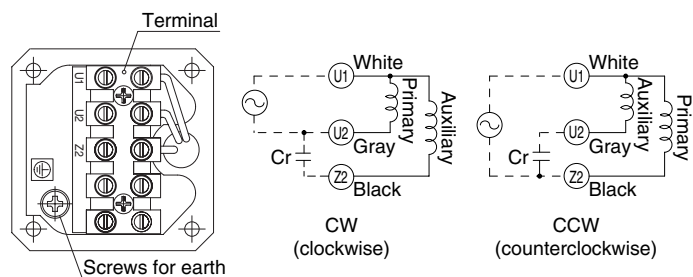 Terminal
U1
U2
Z2
Screws for earth
U1
White
Primary
Auxiliary
U2
Gray
Cr
Z2
Black
CW
(clockwise)
U1
White
Auxiliary
Primary
U2
Gray
Cr
Z2
Black
CCW
(counterclockwise)